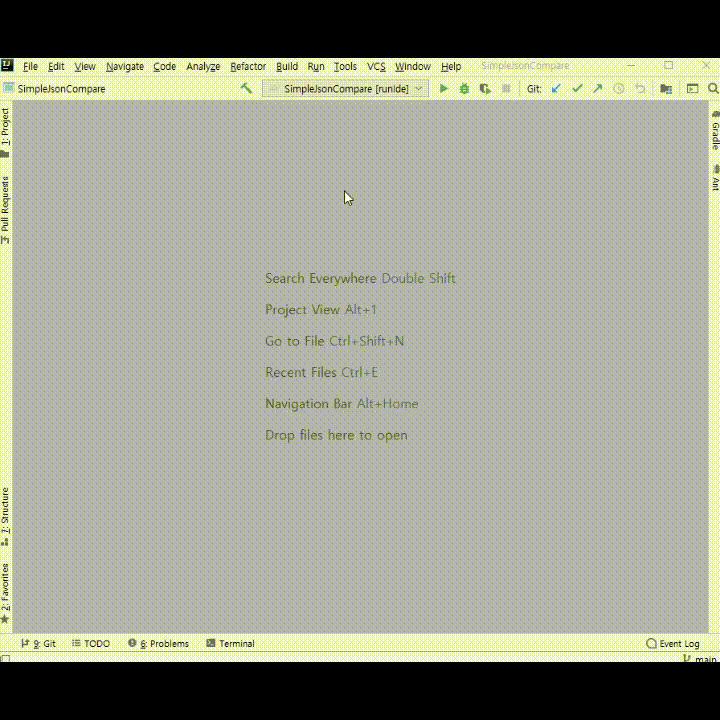 File Edit View Navigate Code Analyze Refactor Build Run Tools VCS Window Help SimpleJsonCompare
SimpleJsonCompare SimpleJsonCompare [runIde] Git:
1: Project
Pull Requests
Gradle
Ant
Search Everywhere Double Shift
Project View Alt+1
Go to File Ctrl+Shift+N
Recent Files Ctrl+E
Navigation Bar Alt+Home
Drop files here to open
7: Structure
2: Favorites
9: Git TODO 6: Problems Terminal Event Log
main